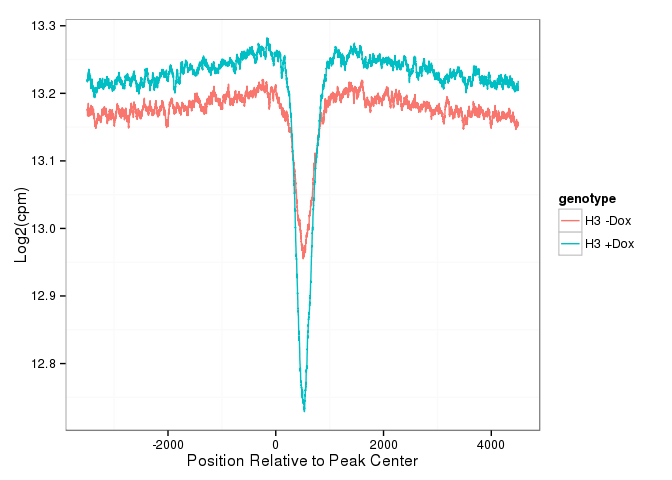 13.3
13.2
13.1
13.0
12.9
12.8
Log2(cpm)
-2000
0
2000
4000
Position Relative to Peak Center
genotype
H3 -Dox
H3 +Dox